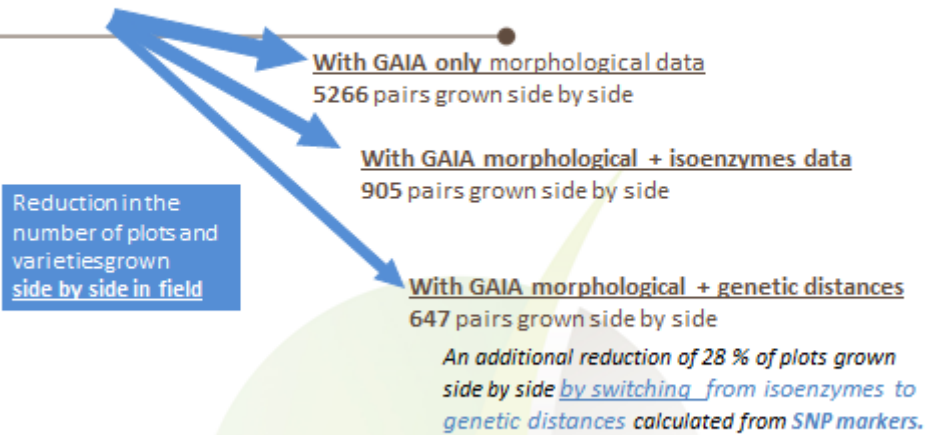 With GAIA only morphological data
5266 pairs grown side by side
With GAIA morphological + isoenzymes data
905 pairs grown side by side
Reduction in the
number of plots and
varietiesgrown
side by side in field
With GAIA morphological + genetic distances
647 pairs grown side by side
An additional reduction of 28 % of plots grown
side by side by switching from isoenzymes to
genetic distances calculated from SNP markers.